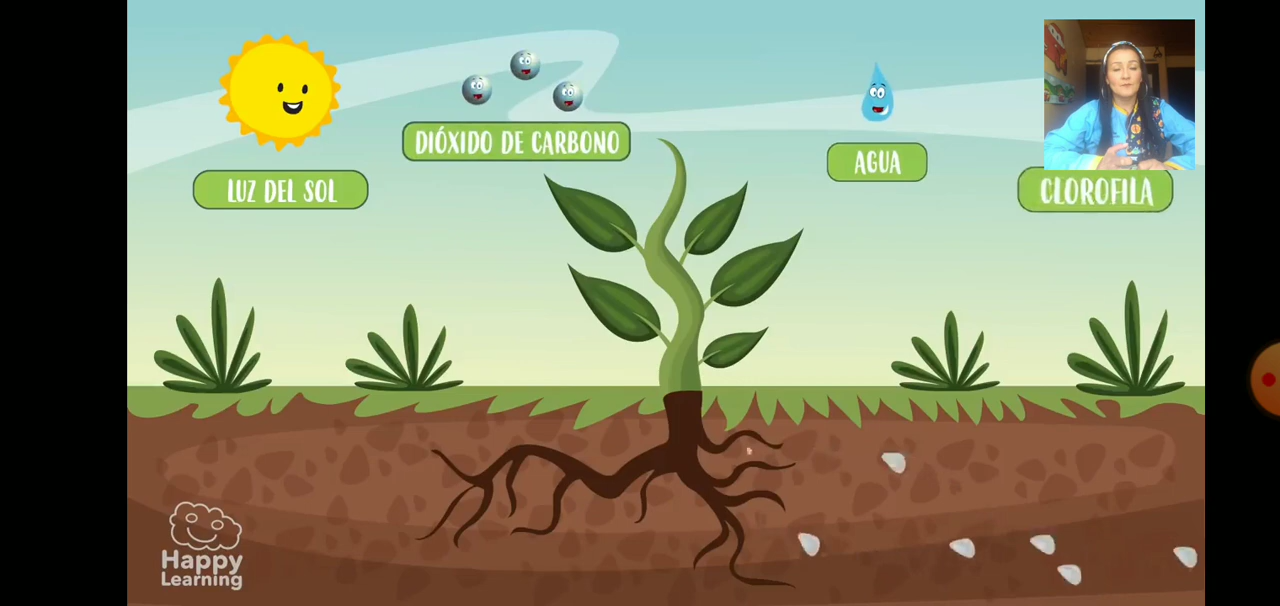 DIÓXIDO DE CARBONO
LUZ DEL SOL
AGUA
CLOROFILA
Happy
Learning